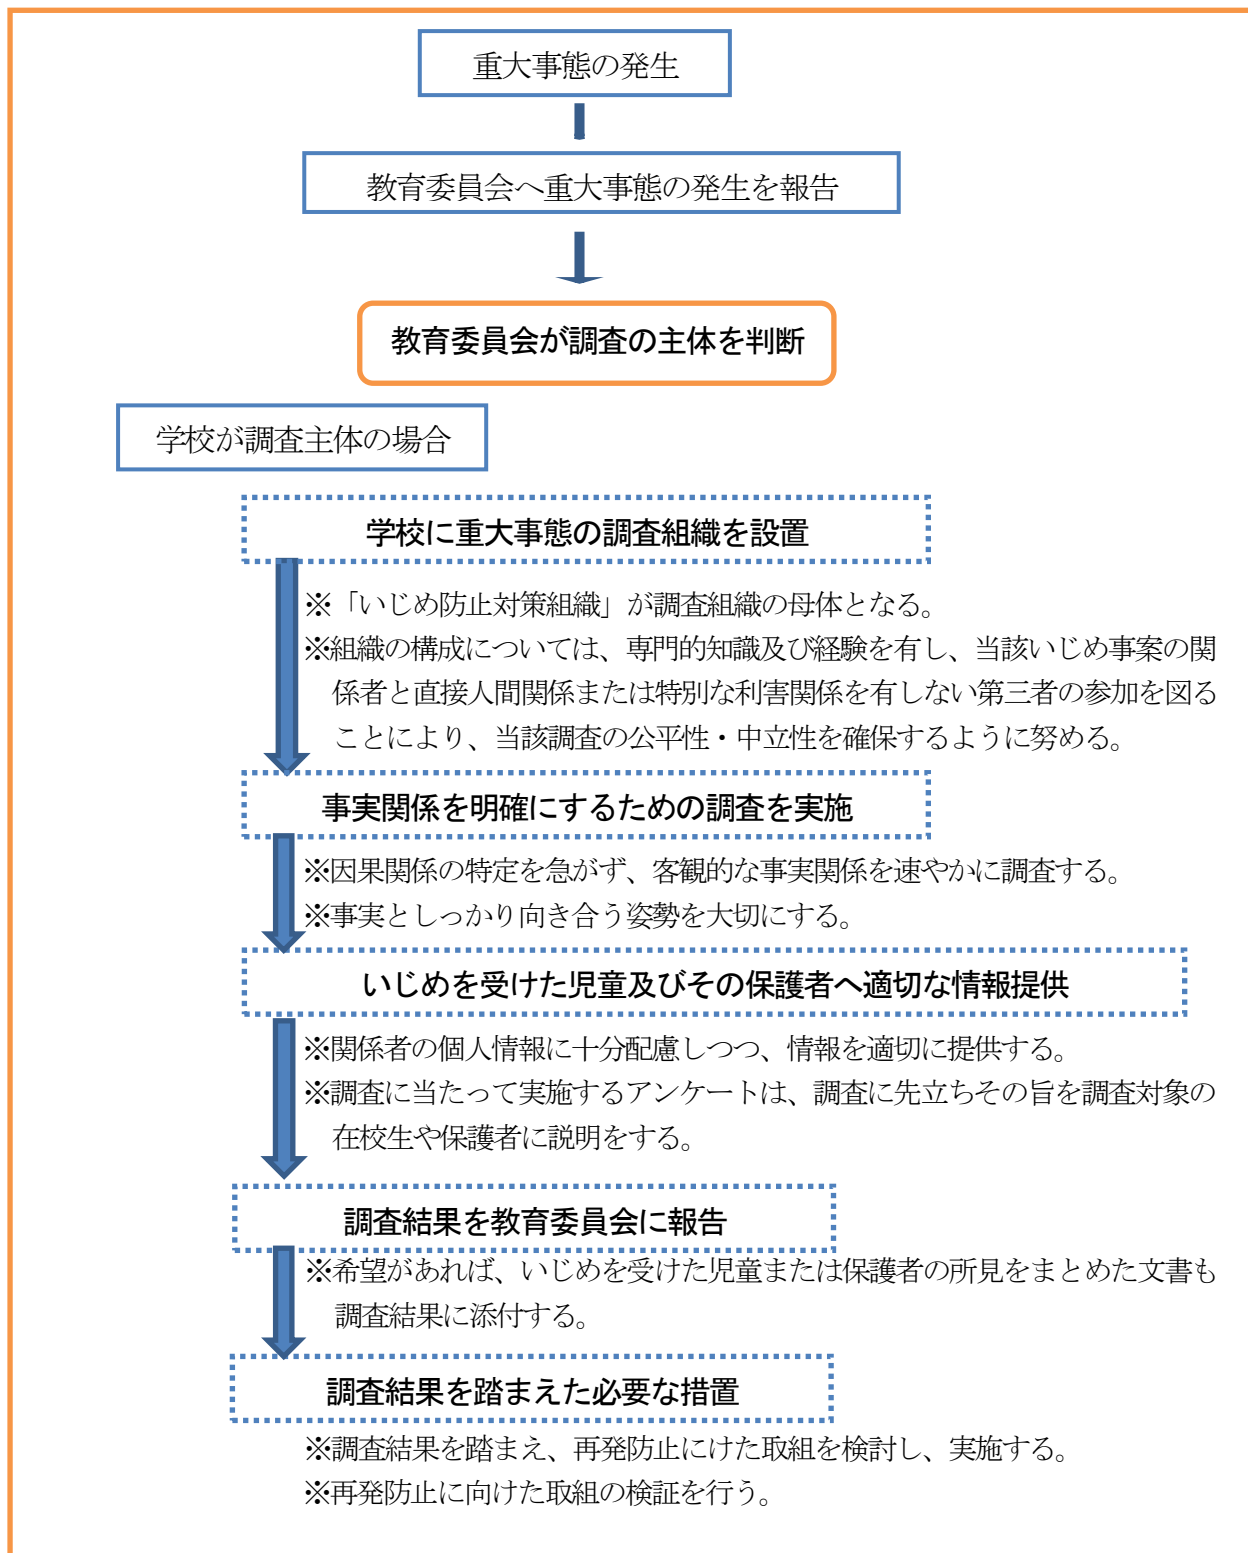 重大事態の発生
教育委員会へ重大事態の発生を報告
教育委員会が調査の主体を判断
学校が調査主体の場合
学校に重大事態の調査組織を設置
※「いじめ防止対策組織」が調査組織の母体となる。
※組織の構成については、専門的知識及び経験を有し、当該いじめ事案の関
係者と直接人間関係または特別な利害関係を有しない第三者の参加を図る
ことにより、当該調査の公平性・中立性を確保するように努める。
事実関係を明確にするための調査を実施
※因果関係の特定を急がず、客観的な事実関係を速やかに調査する。
※事実としっかり向き合う姿勢を大切にする。
いじめを受けた児童及びその保護者へ適切な情報提供
※関係者の個人情報に十分配慮しつつ、情報を適切に提供する。
※調査に当たって実施するアンケートは、調査に先立ちその旨を調査対象の
在校生や保護者に説明をする。
調査結果を教育委員会に報告
※希望があれば、いじめを受けた児童または保護者の所見をまとめた文書も
調査結果に添付する。
調査結果を踏まえた必要な措置
※調査結果を踏まえ、再発防止にけた取組を検討し、実施する。
※再発防止に向けた取組の検証を行う。